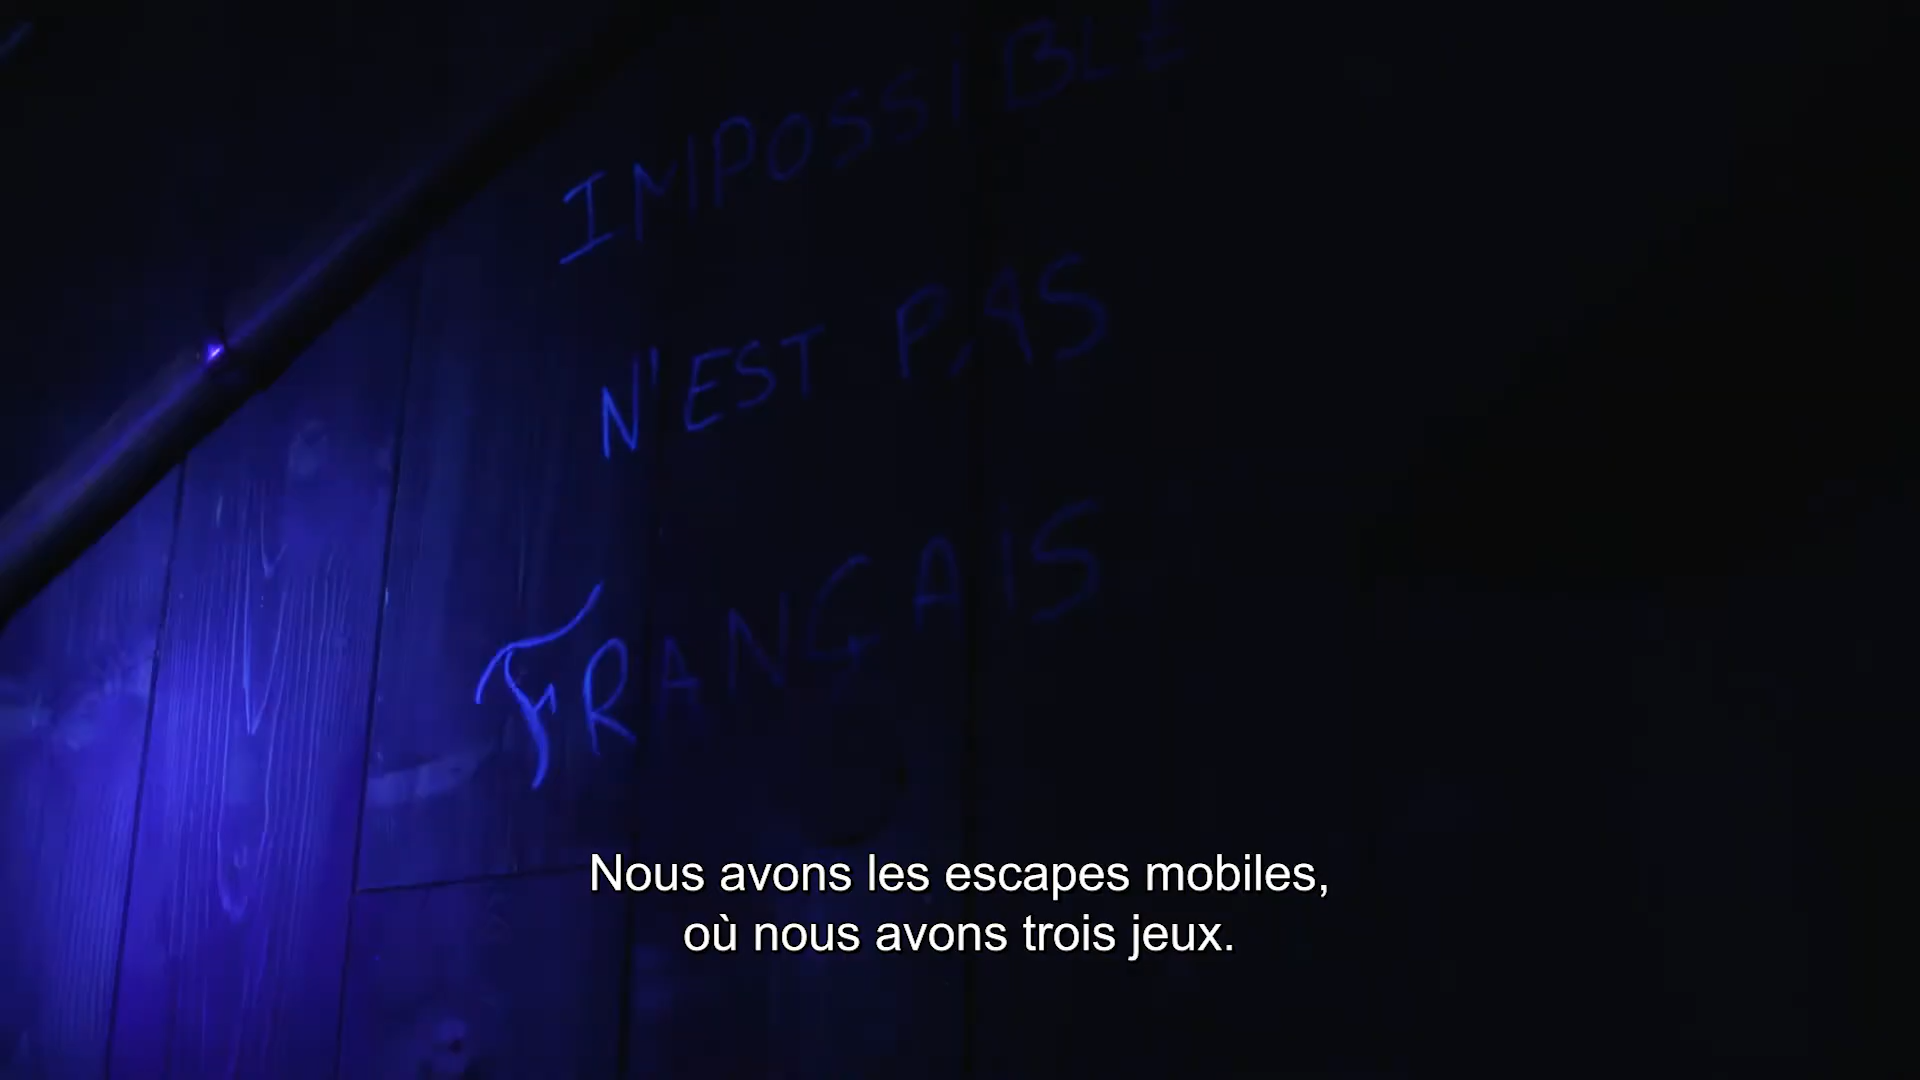 IMPOSSIBLE
N'EST PAS
FRANÇAIS
Nous avons les escapes mobiles,
où nous avons trois jeux.